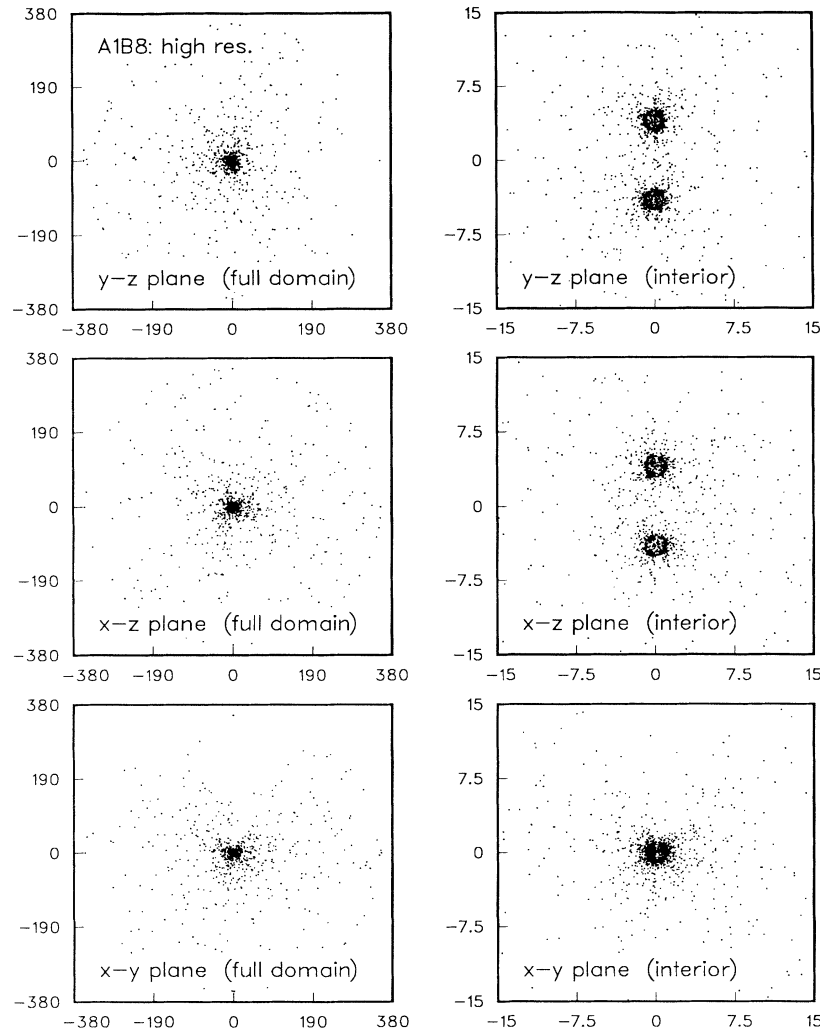 380
A1B8: high res.
190
0
−190
y−z plane (full domain)
−380
−380 −190 0 190 380
15
7.5
0
−7.5
y−z plane (interior)
−15
−15 −7.5 0 7.5 15
380
190
0
−190
x−z plane (full domain)
−380
−380 −190 0 190 380
15
7.5
0
−7.5
x−z plane (interior)
−15
−15 −7.5 0 7.5 15
380
190
0
−190
x−y plane (full domain)
−380
−380 −190 0 190 380
15
7.5
0
−7.5
x−y plane (interior)
−15
−15 −7.5 0 7.5 15